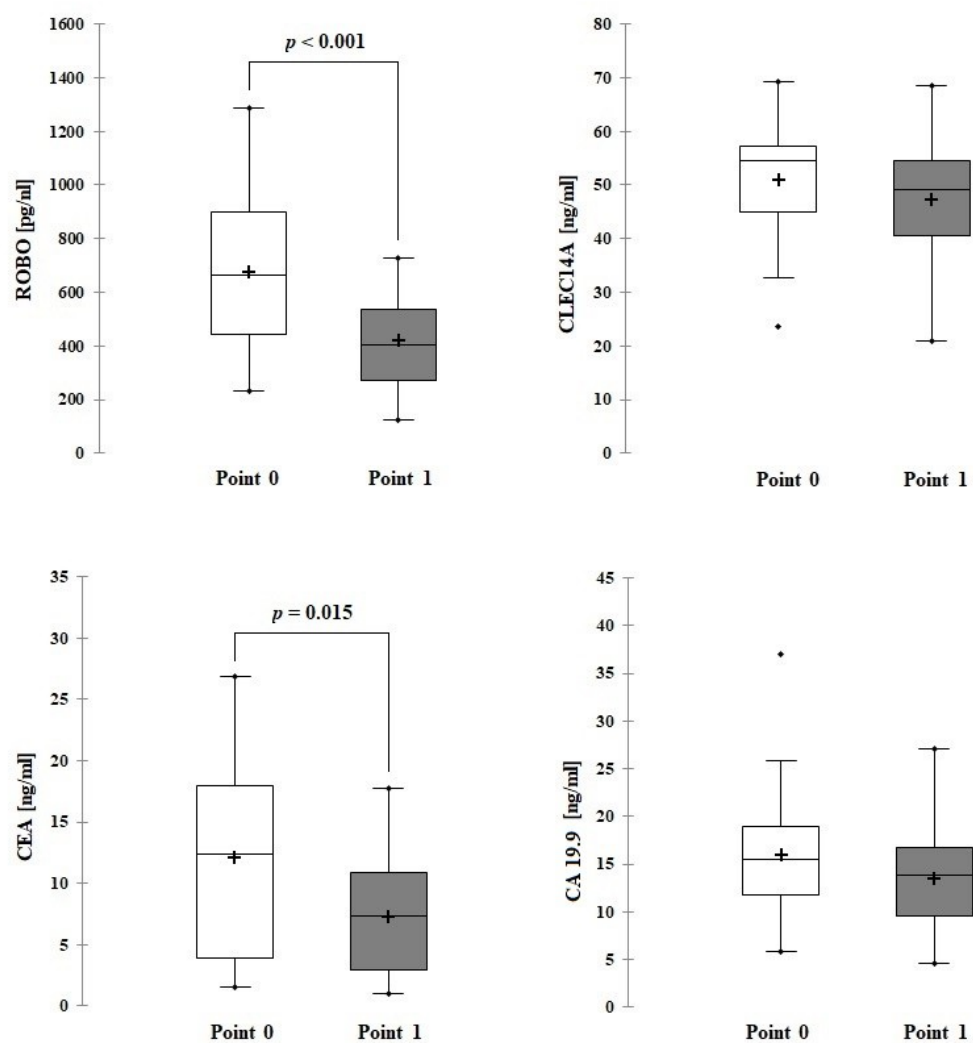 1600
1400
1200
1000
800
600
400
200
0
ROBO [pg/nl]
p < 0.001
Point 0
Point 1
80
70
60
50
40
30
20
10
0
CLEC14A [ng/ml]
Point 0
Point 1
35
30
25
20
15
10
5
0
CEA [ng/ml]
p = 0.015
Point 0
Point 1
45
40
35
30
25
20
15
10
5
0
CA 19.9 [ng/ml]
Point 0
Point 1